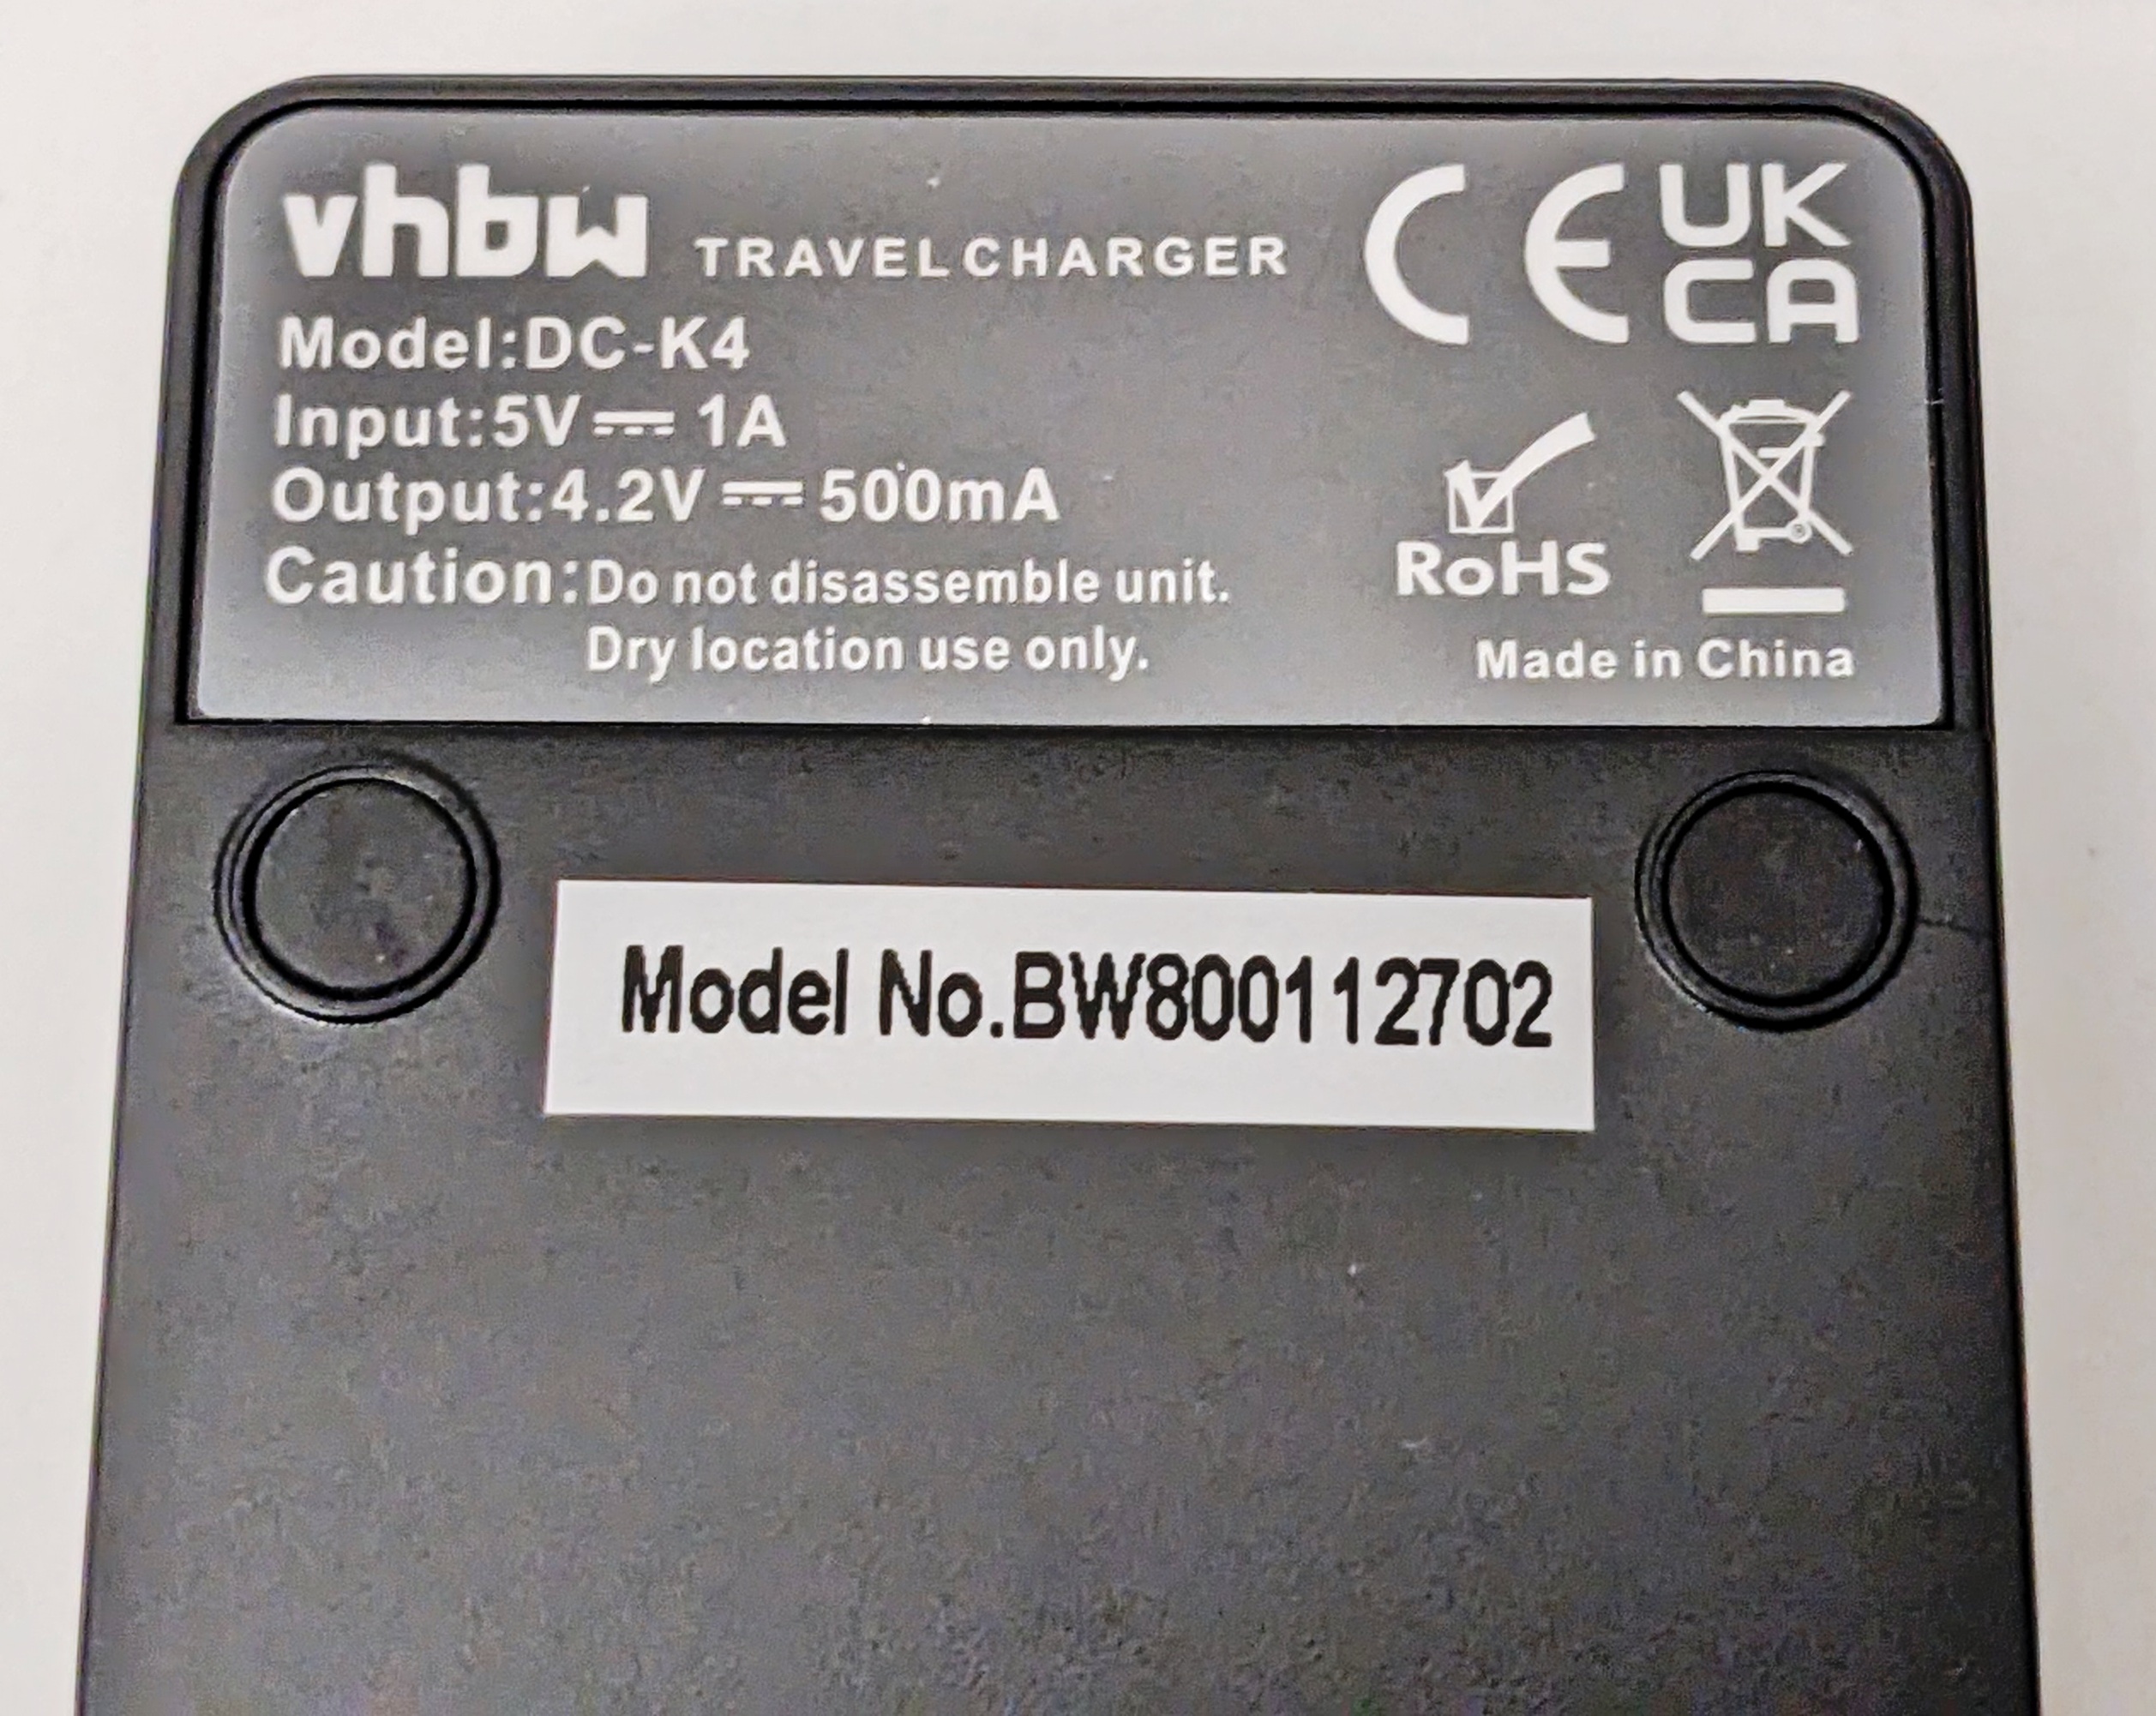 vhbw TRAVEL CHARGER
Model:DC-K4
Input:5V⎓1A
Output:4.2V⎓500mA
Caution:Do not disassemble unit.
Dry location use only.
CE UK
CA
RoHS
Made in China
Model No.BW800112702